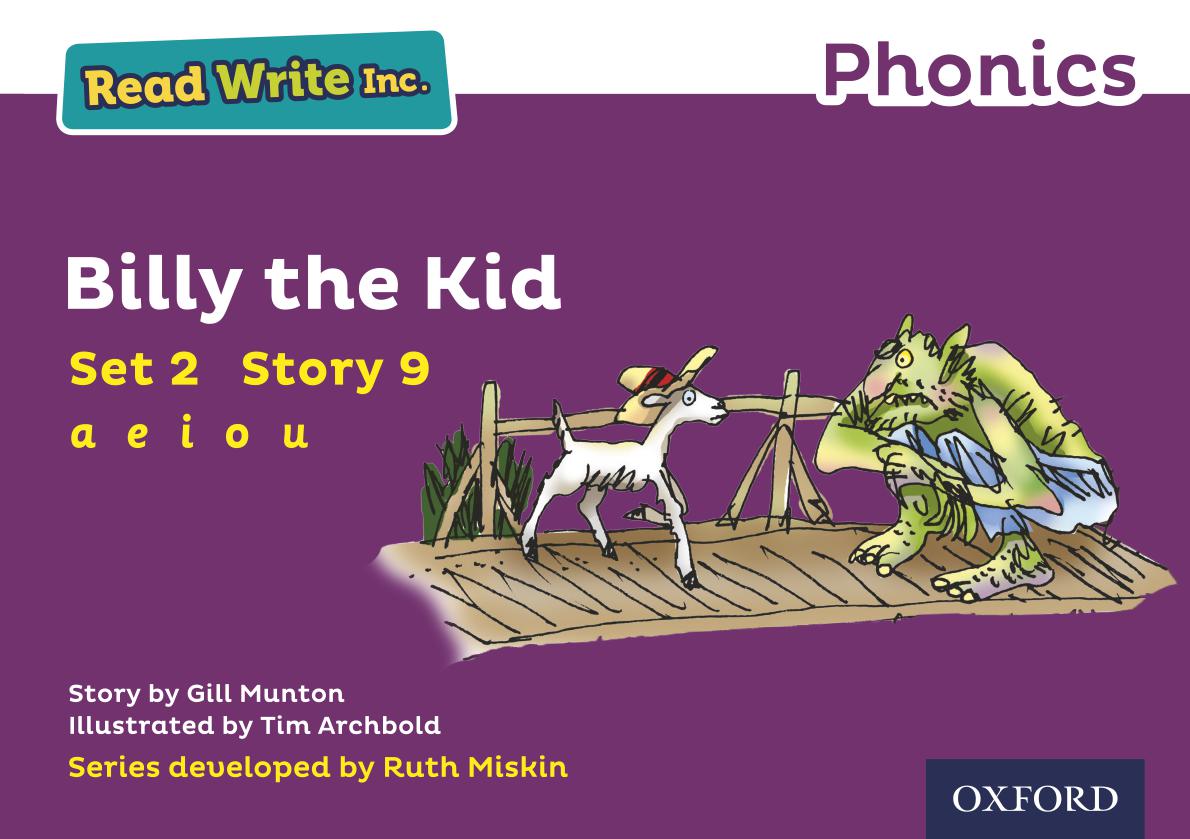 Read Write Inc.
Phonics
Billy the Kid
Set 2 Story 9
a e i o u
Story by Gill Munton
Illustrated by Tim Archbold
Series developed by Ruth Miskin
OXFORD